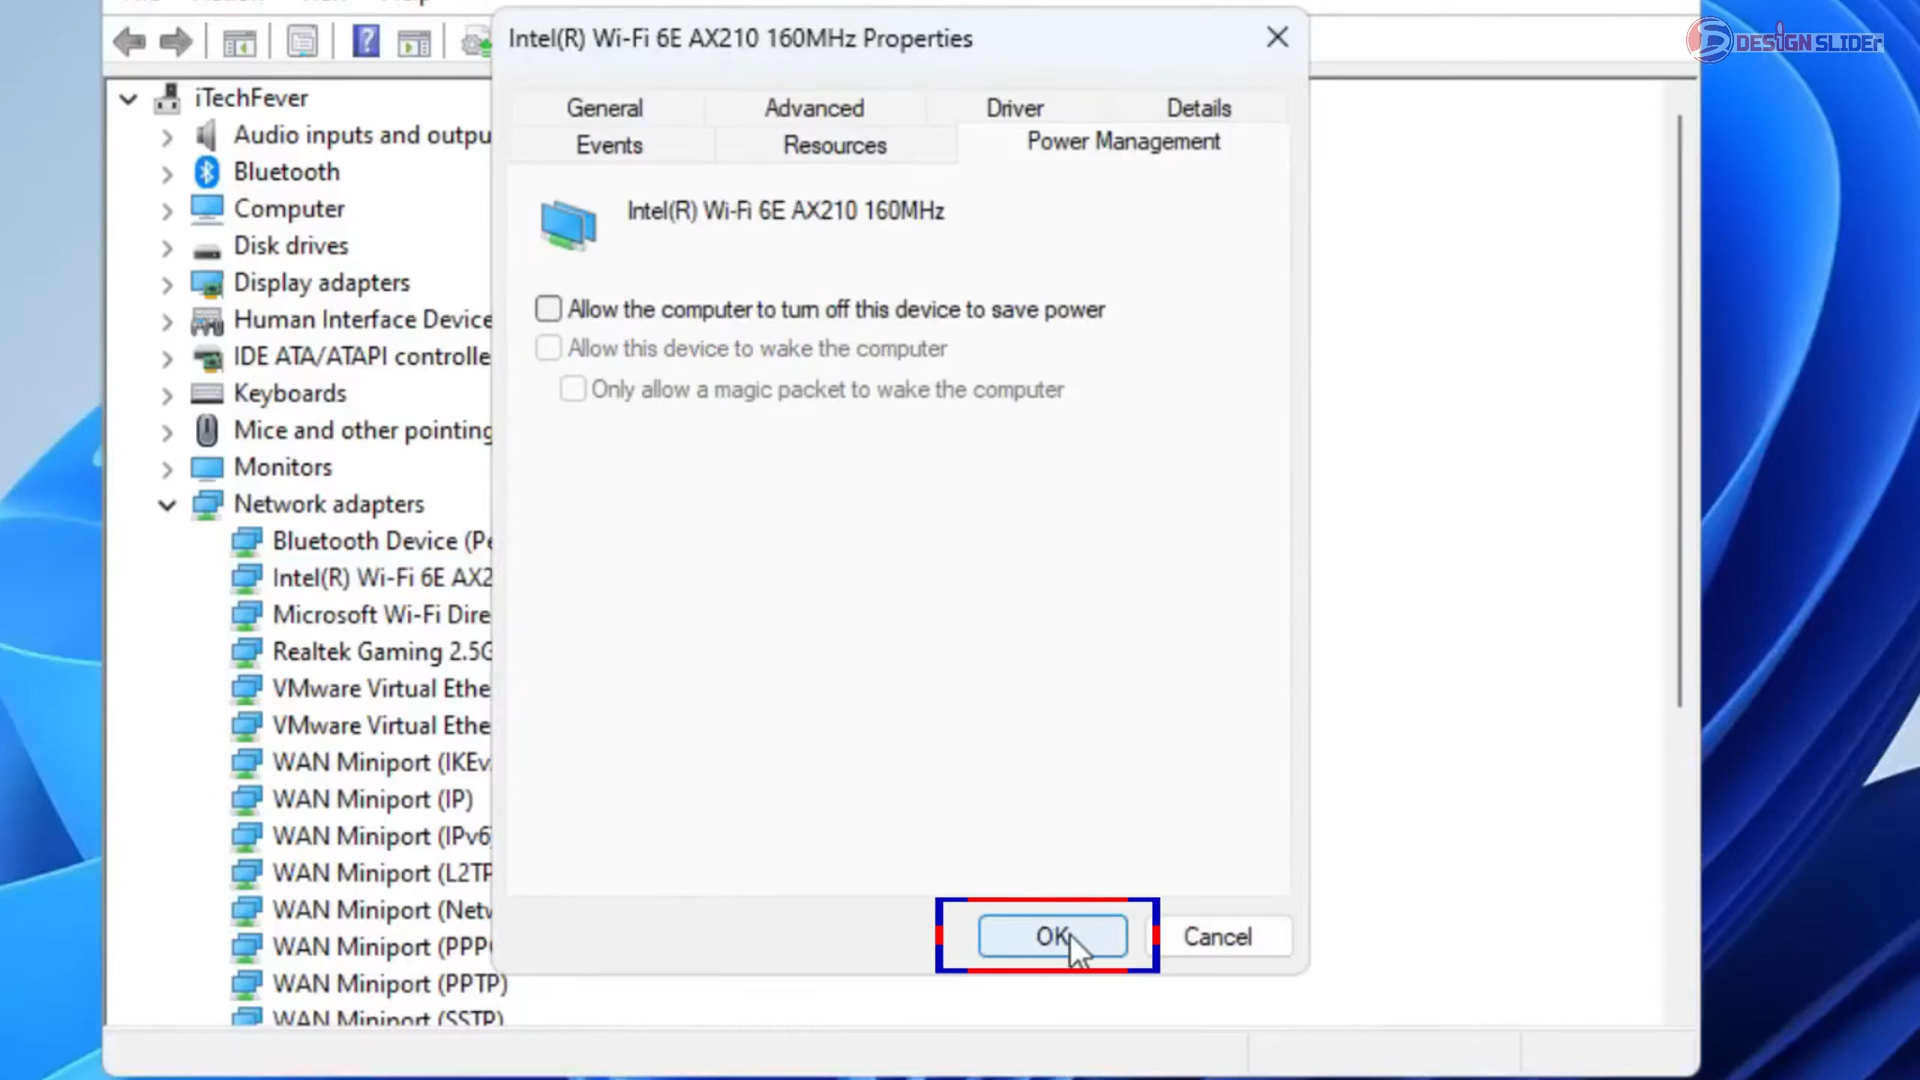 Intel(R) Wi-Fi 6E AX210 160MHz Properties
DESIGN SLIDEr
iTechFever
Audio inputs and outpu
Bluetooth
Computer
Disk drives
Display adapters
Human Interface Device
IDE ATA/ATAPI controlle
Keyboards
Mice and other pointing
Monitors
Network adapters
Bluetooth Device (Pe
Intel(R) Wi-Fi 6E AX2
Microsoft Wi-Fi Dire
Realtek Gaming 2.5G
VMware Virtual Ethe
VMware Virtual Ethe
WAN Miniport (IKEv
WAN Miniport (IP)
WAN Miniport (IPv6)
WAN Miniport (L2TP
WAN Miniport (Netw
WAN Miniport (PPPO
WAN Miniport (PPTP)
WAN Miniport (SSTP)
General Advanced Driver Details
Events Resources Power Management
Intel(R) Wi-Fi 6E AX210 160MHz
Allow the computer to turn off this device to save power
Allow this device to wake the computer
Only allow a magic packet to wake the computer
OK Cancel